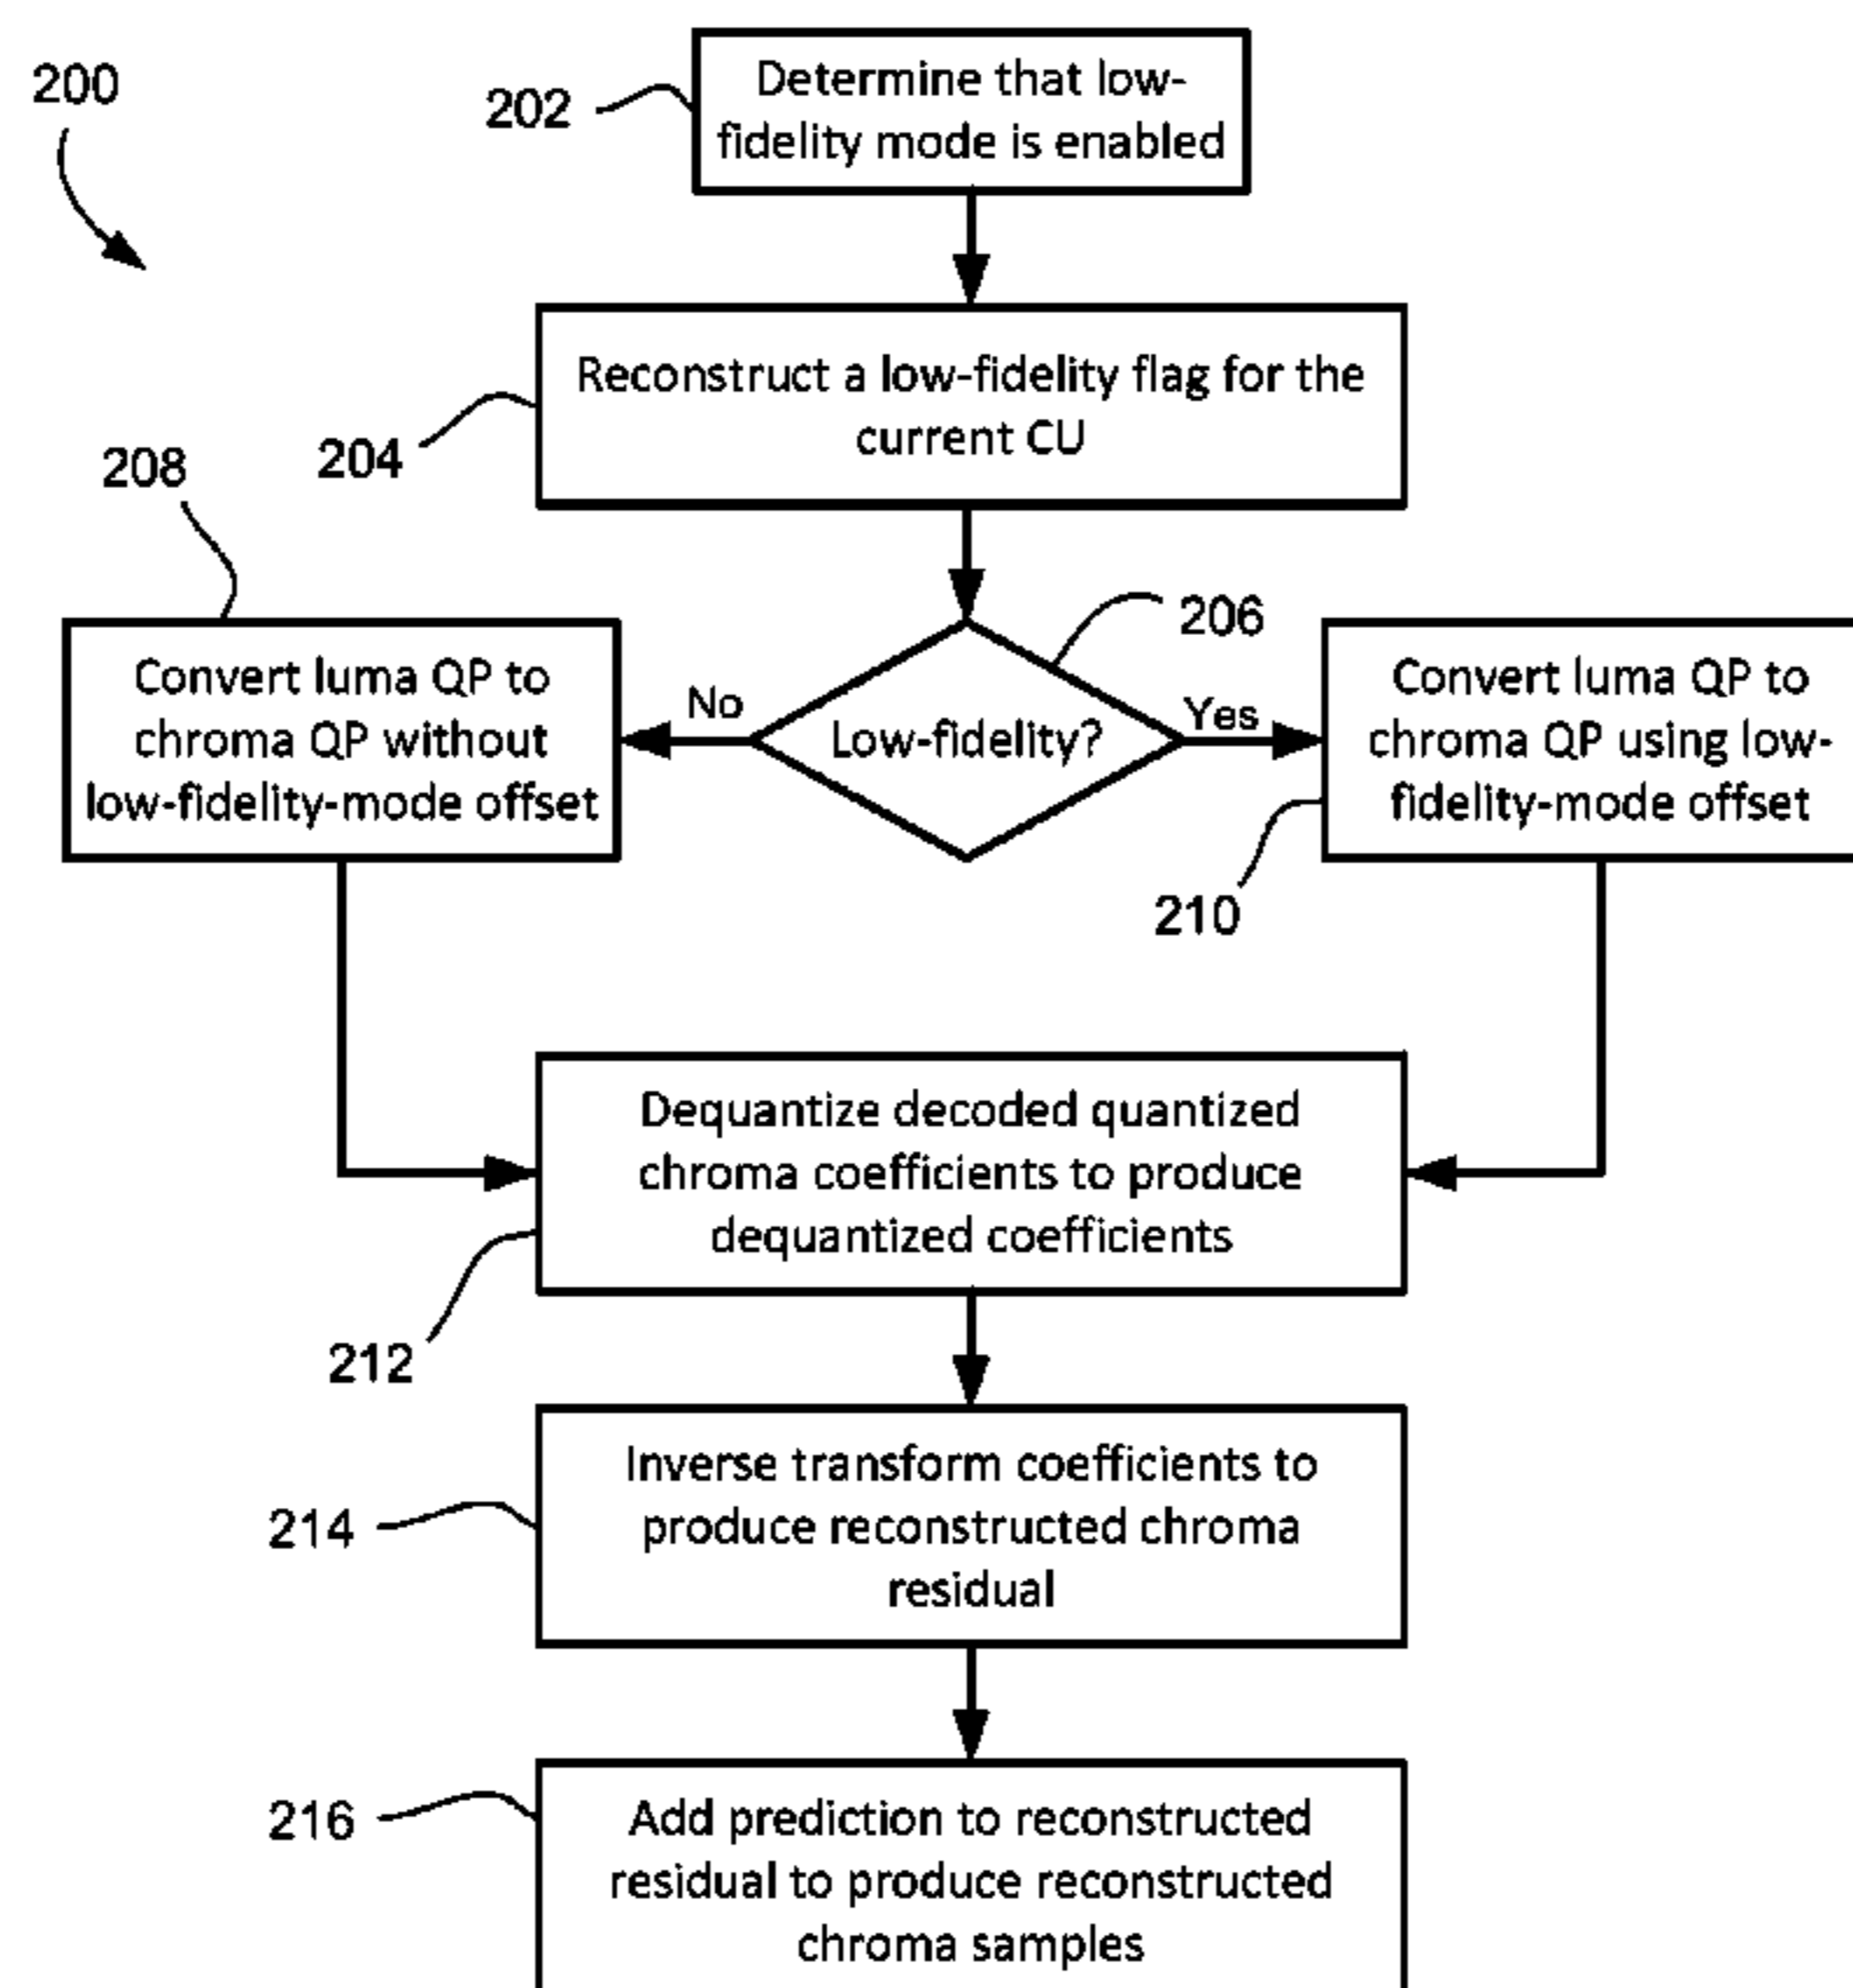 200
202
Determine that low-
fidelity mode is enabled
204
Reconstruct a low-fidelity flag for the
current CU
206
Low-fidelity?
No
Yes
208
Convert luma QP to
chroma QP without
low-fidelity-mode offset
210
Convert luma QP to
chroma QP using low-
fidelity-mode offset
212
Dequantize decoded quantized
chroma coefficients to produce
dequantized coefficients
214
Inverse transform coefficients to
produce reconstructed chroma
residual
216
Add prediction to reconstructed
residual to produce reconstructed
chroma samples